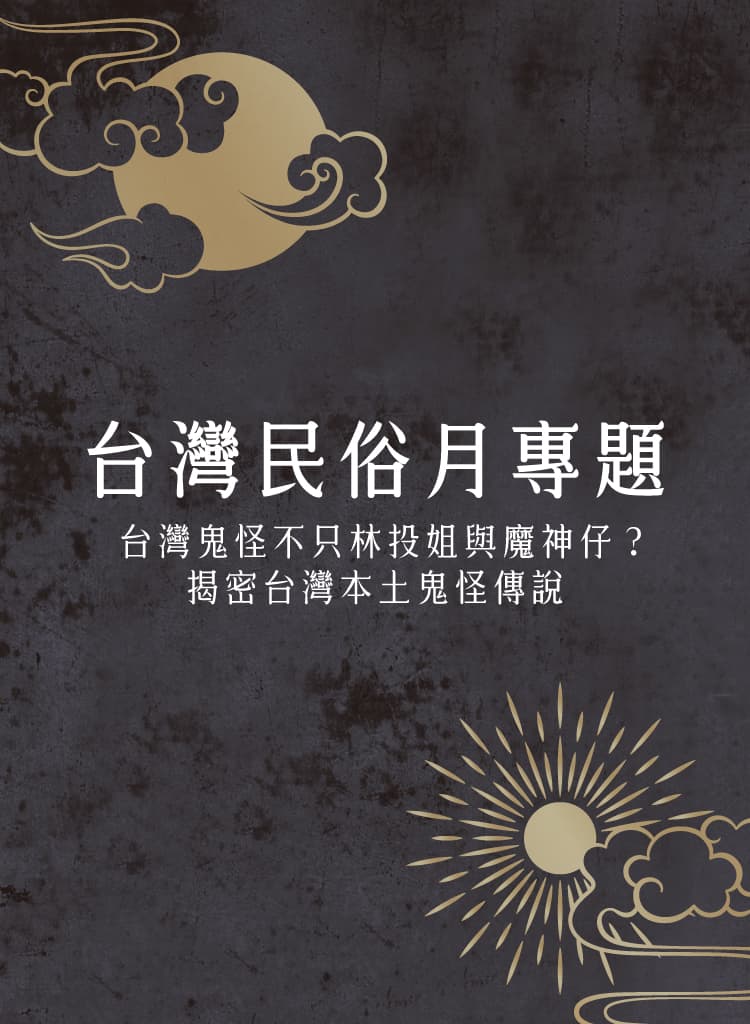 台灣民俗月專題
台灣鬼怪不只林投姐與魔神仔？
揭密台灣本土鬼怪傳說